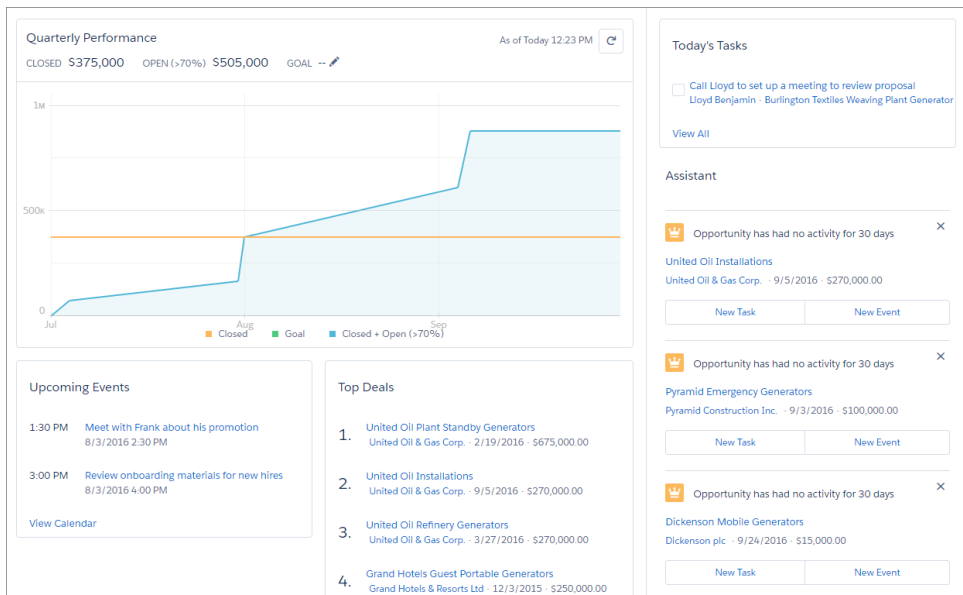 Quarterly Performance
As of Today 12:23 PM
CLOSED $375,000 OPEN (>70%) $505,000 GOAL --
1M
500K
0
Jul Aug Sep
Closed Goal Closed + Open (>70%)
Upcoming Events
1:30 PM Meet with Frank about his promotion
8/3/2016 2:30 PM
3:00 PM Review onboarding materials for new hires
8/3/2016 4:00 PM
View Calendar
Top Deals
1. United Oil Plant Standby Generators
United Oil & Gas Corp. · 2/19/2016 · $675,000.00
2. United Oil Installations
United Oil & Gas Corp. · 9/5/2016 · $270,000.00
3. United Oil Refinery Generators
United Oil & Gas Corp. · 3/27/2016 · $270,000.00
4. Grand Hotels Guest Portable Generators
Grand Hotels & Resorts Ltd · 12/3/2015 · $250,000.00
Today's Tasks
Call Lloyd to set up a meeting to review proposal
Lloyd Benjamin · Burlington Textiles Weaving Plant Generator
View All
Assistant
Opportunity has had no activity for 30 days
United Oil Installations
United Oil & Gas Corp. · 9/5/2016 · $270,000.00
New Task New Event
Opportunity has had no activity for 30 days
Pyramid Emergency Generators
Pyramid Construction Inc. · 9/3/2016 · $100,000.00
New Task New Event
Opportunity has had no activity for 30 days
Dickenson Mobile Generators
Dickenson plc · 9/24/2016 · $15,000.00
New Task New Event